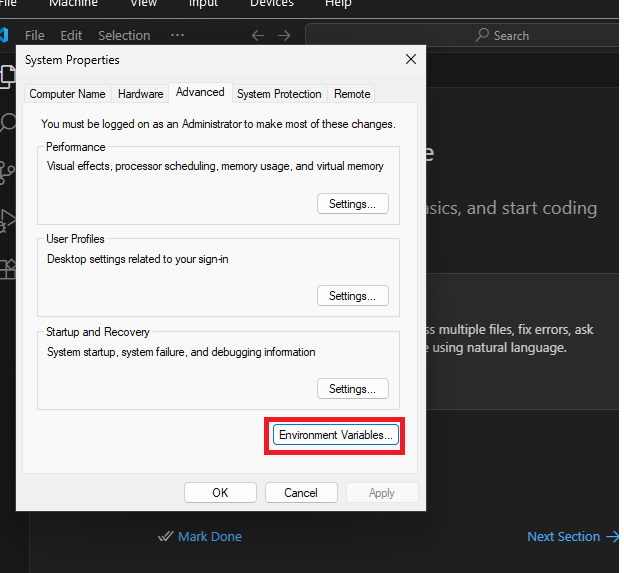 File Machine View Input Devices Help
File Edit Selection ··· Search
System Properties
Computer Name Hardware Advanced System Protection Remote
You must be logged on as an Administrator to make most of these changes.
Performance
Visual effects, processor scheduling, memory usage, and virtual memory
Settings...
User Profiles
Desktop settings related to your sign-in
Settings...
Startup and Recovery
System startup, system failure, and debugging information
Settings...
Environment Variables...
OK Cancel Apply
and start coding
multiple files, fix errors, ask
using natural language.
Mark Done
Next Section